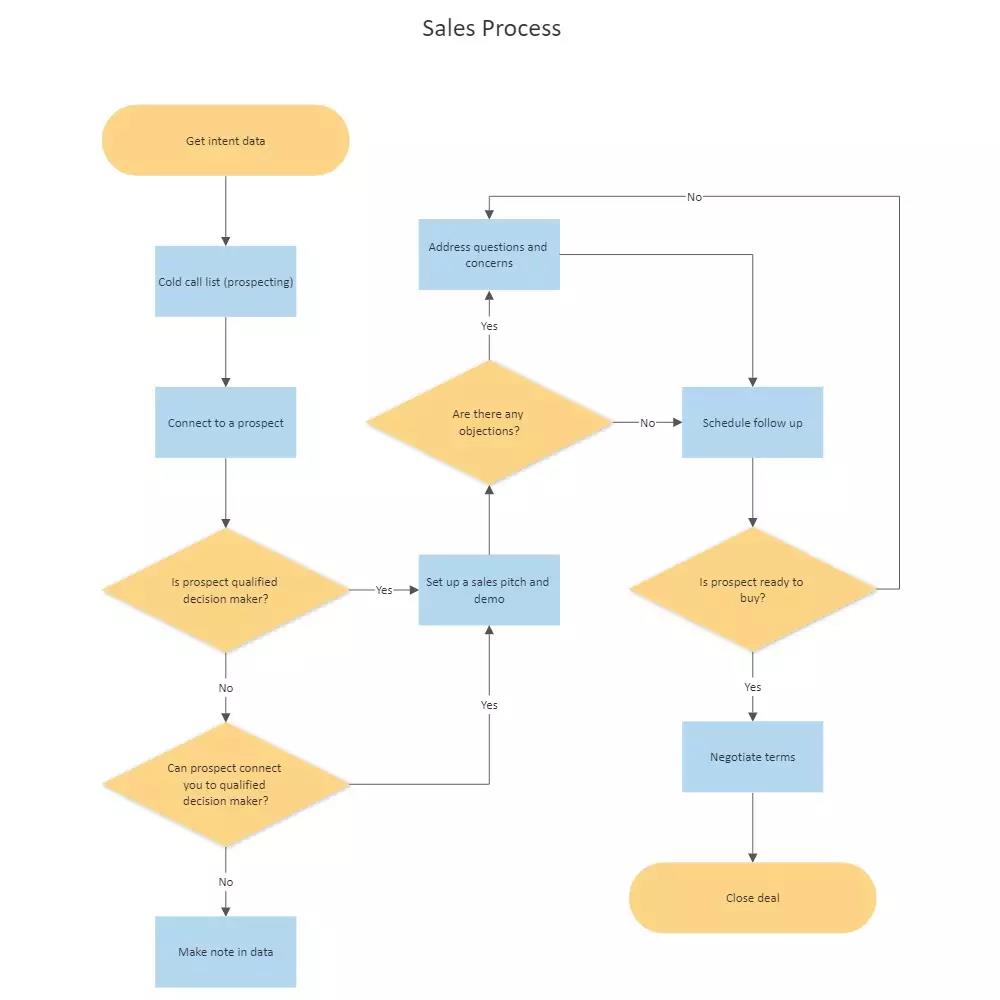 Sales Process
Get intent data
Cold call list (prospecting)
Connect to a prospect
Is prospect qualified
decision maker?
Yes
No
Can prospect connect
you to qualified
decision maker?
Yes
No
Make note in data
Set up a sales pitch and
demo
Are there any
objections?
Yes
No
Address questions and
concerns
Schedule follow up
Is prospect ready to
buy?
No
Yes
Negotiate terms
Close deal